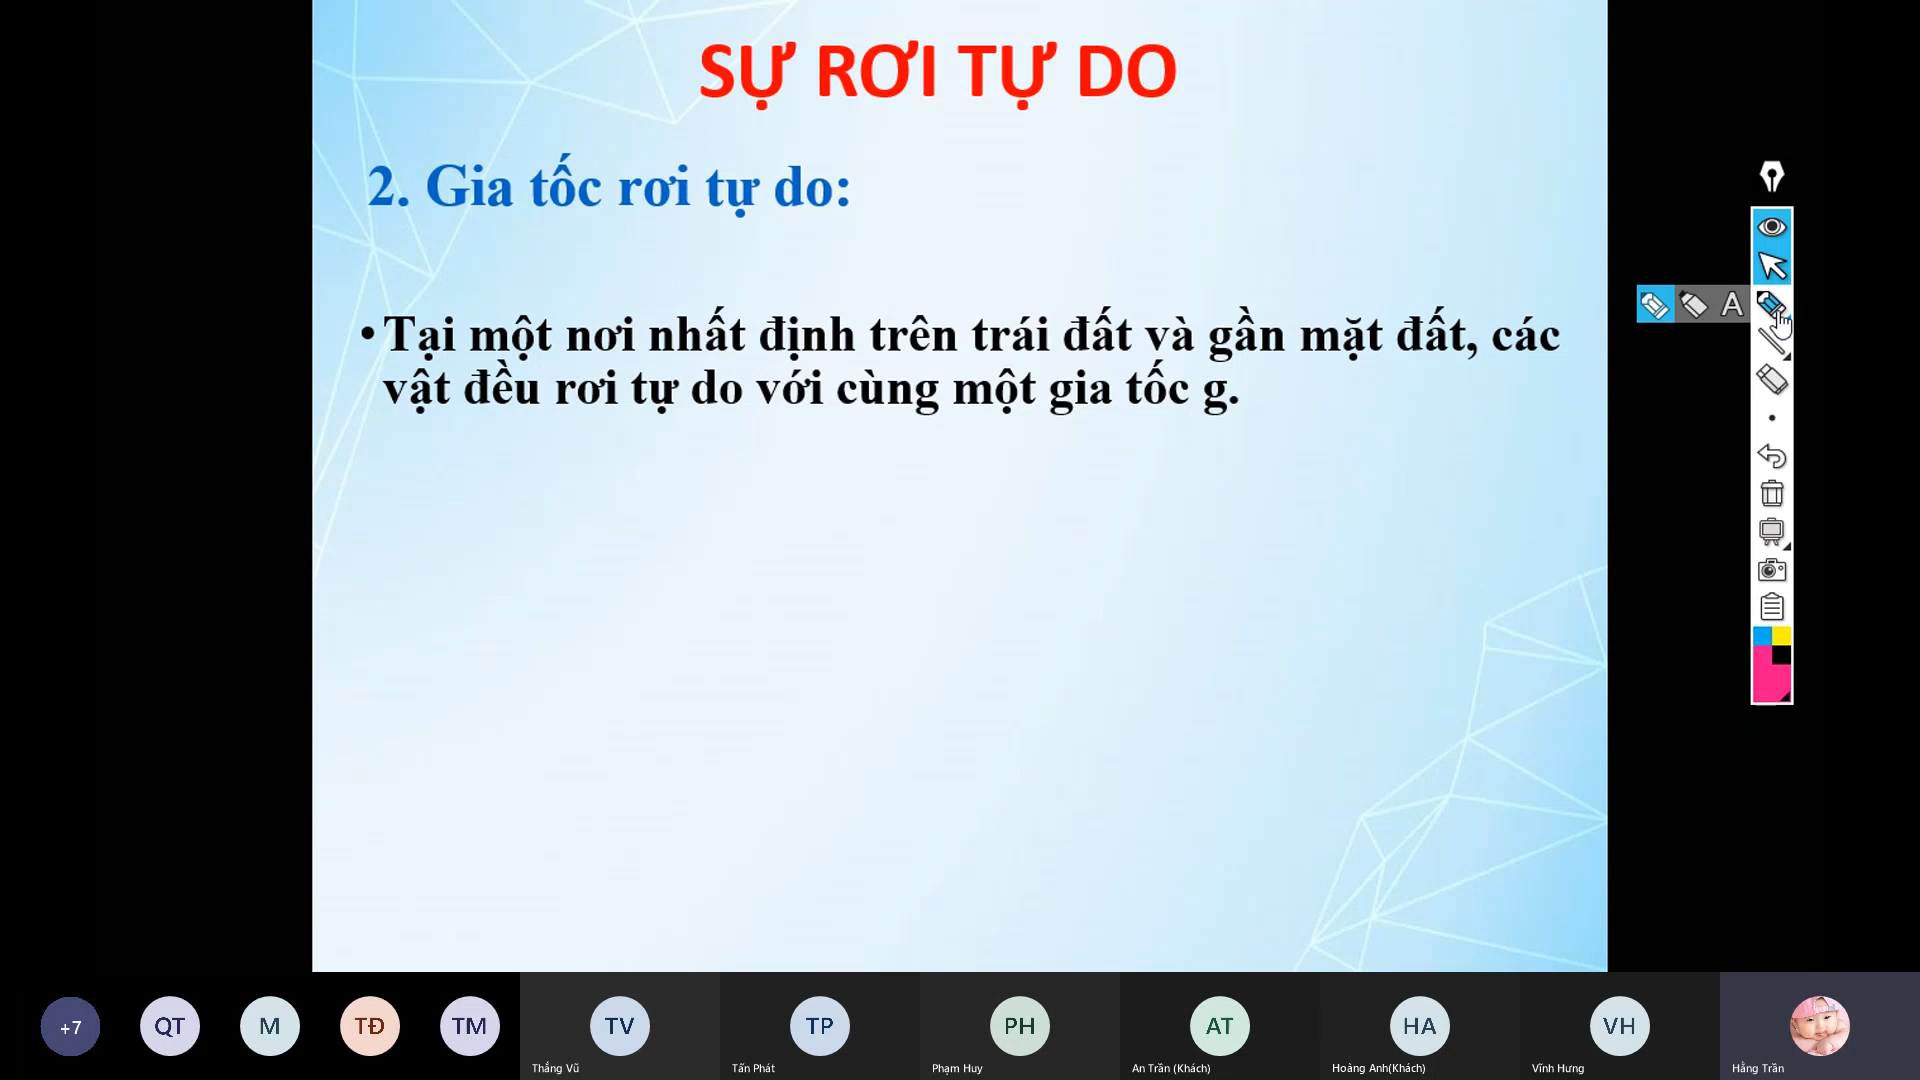 SỰ RƠI TỰ DO
2. Gia tốc rơi tự do:
•Tại một nơi nhất định trên trái đất và gần mặt đất, các
vật đều rơi tự do với cùng một gia tốc g.
A
+7
QT
M
TĐ
TM
TV
TP
PH
AT
HA
VH
Thắng Vũ
Tấn Phát
Phạm Huy
An Trần (Khách)
Hoàng Anh(Khách)
Vĩnh Hưng
Hằng Trần